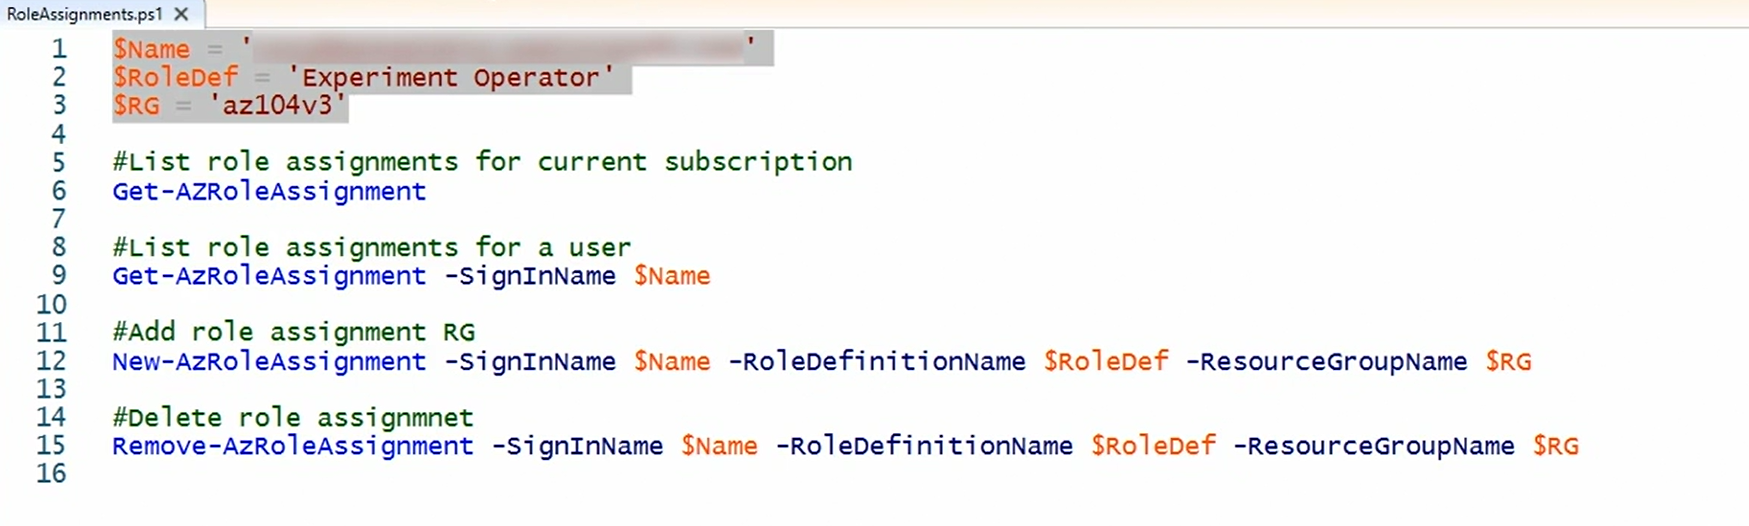 RoleAssignments.ps1 X
1 $Name = ' '
2 $RoleDef = 'Experiment Operator'
3 $RG = 'az104v3'
4
5 #List role assignments for current subscription
6 Get-AZRoleAssignment
7
8 #List role assignments for a user
9 Get-AzRoleAssignment -SignInName $Name
10
11 #Add role assignment RG
12 New-AzRoleAssignment -SignInName $Name -RoleDefinitionName $RoleDef -ResourceGroupName $RG
13
14 #Delete role assignmnet
15 Remove-AzRoleAssignment -SignInName $Name -RoleDefinitionName $RoleDef -ResourceGroupName $RG
16